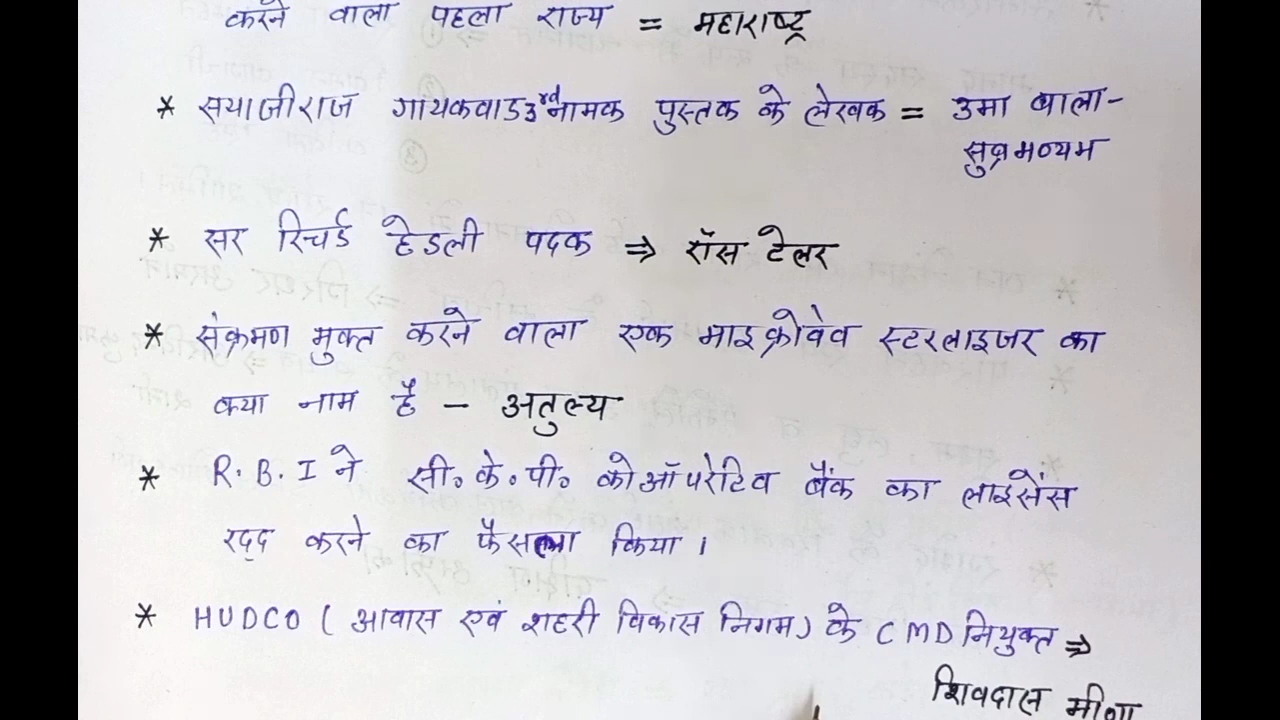 करने वाला पहला राज्य = महाराष्ट्र
* सयाजीराज गायकवाड 3rd नामक पुस्तक के लेखक = उमा बाला-
सुब्रमण्यम
* सर रिचर्ड हेडली पदक ⇒ रॉस टेलर
* संक्रमण मुक्त करने वाला एक माइक्रोवेव स्टरलाइजर का
क्या नाम है - अतुल्य
* R.B.I ने सी. के. पी. कोऑपरेटिव बैंक का लाइसेंस
रद्द करने का फैसला किया।
* HUDCO (आवास एवं शहरी विकास निगम) के CMD नियुक्त ⇒
शिवदास मीणा